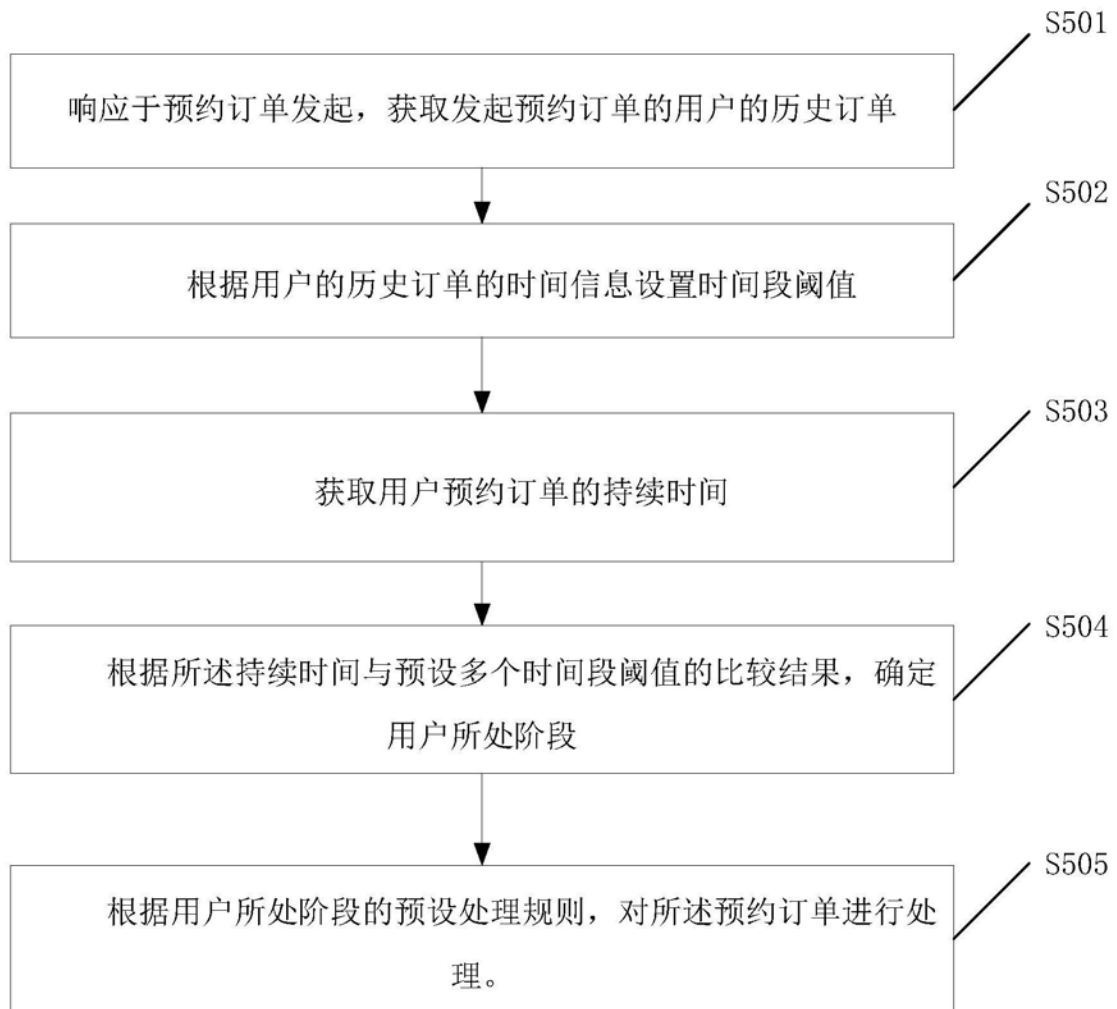 S501
响应于预约订单发起，获取发起预约订单的用户的历史订单
S502
根据用户的历史订单的时间信息设置时间段阈值
S503
获取用户预约订单的持续时间
S504
根据所述持续时间与预设多个时间段阈值的比较结果，确定
用户所处阶段
S505
根据用户所处阶段的预设处理规则，对所述预约订单进行处
理。